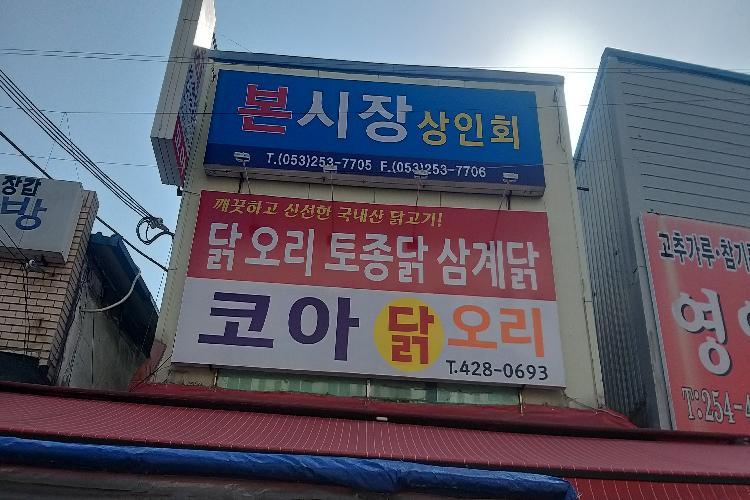 본시장 상인회
T.(053)253-7705 F.(053)253-7706
깨끗하고 신선한 국내산 닭고기!
닭 오리 토종닭 삼계닭
코아 닭 오리
T.428-0693
장갑
방
고추가루·참기
영
T:254-